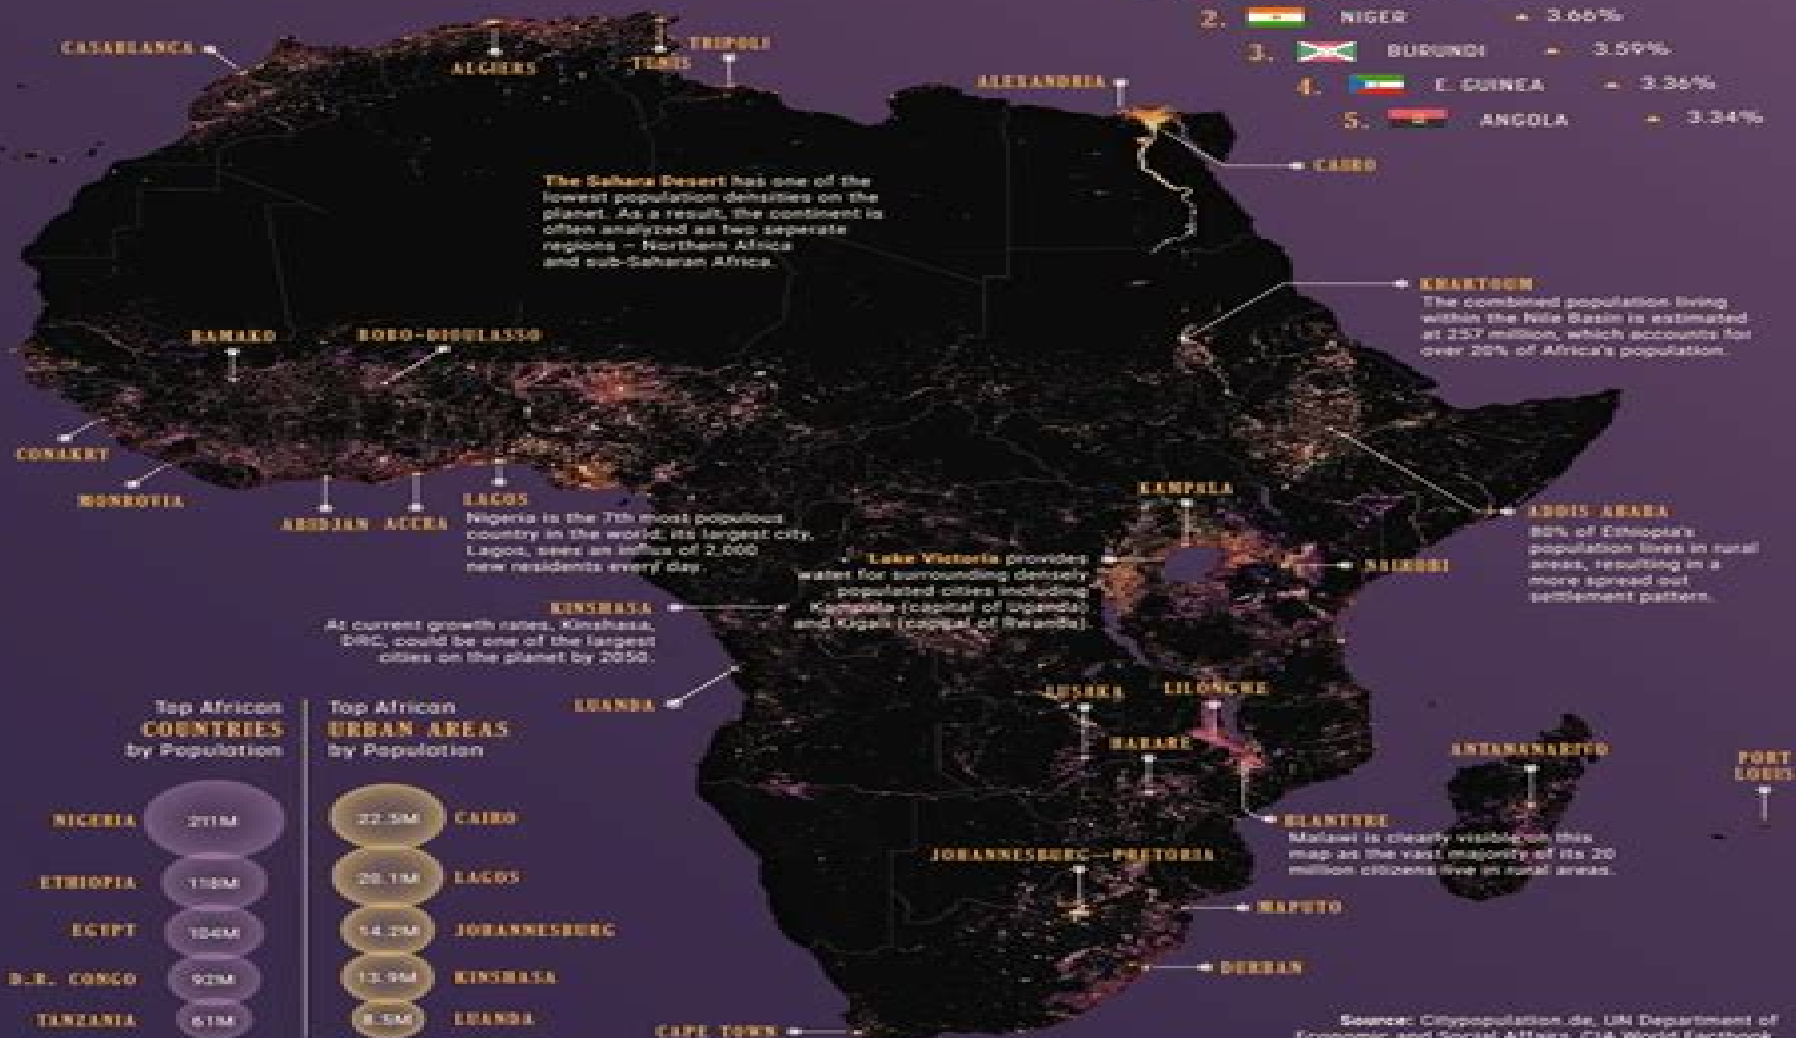 2. NIGER 3.66%
3. BURUNDI 3.59%
4. E. GUINEA 3.36%
5. ANGOLA 3.34%
CASABLANCA
ALGIERS
TUNIS
TRIPOLI
ALEXANDRIA
CAIRO
The Sahara Desert has one of the
lowest population densities on the
planet. As a result, the continent is
often analyzed as two seperate
regions – Northern Africa
and sub-Saharan Africa.
KHARTOUM
The combined population living
within the Nile Basin is estimated
at 257 million, which accounts for
over 20% of Africa's population.
BAMAKO
BOBO-DIOULASSO
CONAKRY
MONROVIA
ABIDJAN
ACCRA
LAGOS
Nigeria is the 7th most populous
country in the world; its largest city,
Lagos, sees an influx of 2,000
new residents every day.
KAMPALA
ADDIS ABABA
80% of Ethiopia's
population lives in rural
areas, resulting in a
more spread out
settlement pattern.
Lake Victoria provides
water for surrounding densely
populated cities including
Kampala (capital of Uganda)
and Kigali (capital of Rwanda).
NAIROBI
KINSHASA
At current growth rates, Kinshasa,
DRC, could be one of the largest
cities on the planet by 2050.
LUANDA
LUSAKA
LILONGWE
HARARE
ANTANANARIVO
PORT
LOUIS
BLANTYRE
Malawi is clearly visible on this
map as the vast majority of its 20
million citizens live in rural areas.
JOHANNESBURG–PRETORIA
MAPUTO
DURBAN
CAPE TOWN
Top African
COUNTRIES
by Population
NIGERIA 211M
ETHIOPIA 118M
EGYPT 104M
D.R. CONGO 92M
TANZANIA 61M
Top African
URBAN AREAS
by Population
22.5M CAIRO
20.1M LAGOS
14.2M JOHANNESBURG
13.9M KINSHASA
8.5M LUANDA
Source: Citypopulation.de, UN Department of
Economic and Social Affairs, CIA World Factbook